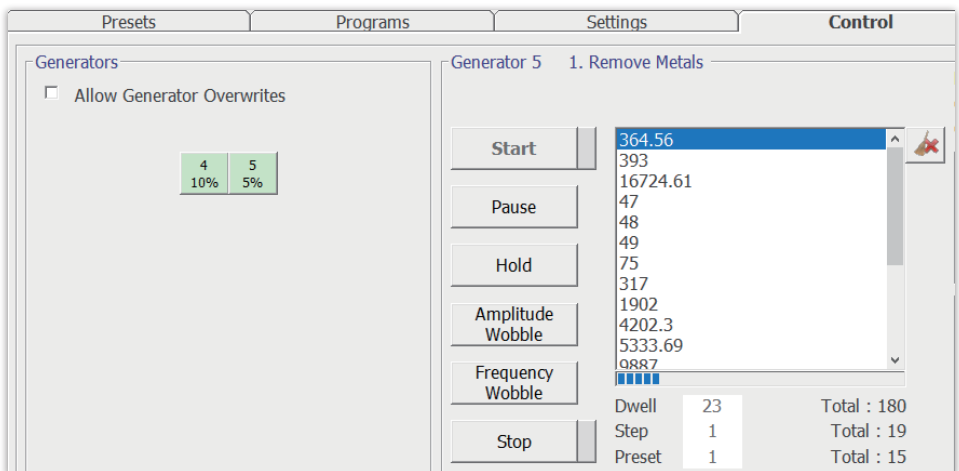 Presets Programs Settings Control
Generators
Allow Generator Overwrites
4 5
10% 5%
Generator 5 1. Remove Metals
Start
Pause
Hold
Amplitude
Wobble
Frequency
Wobble
Stop
364.56
393
16724.61
47
48
49
75
317
1902
4202.3
5333.69
9887
Dwell 23 Total : 180
Step 1 Total : 19
Preset 1 Total : 15